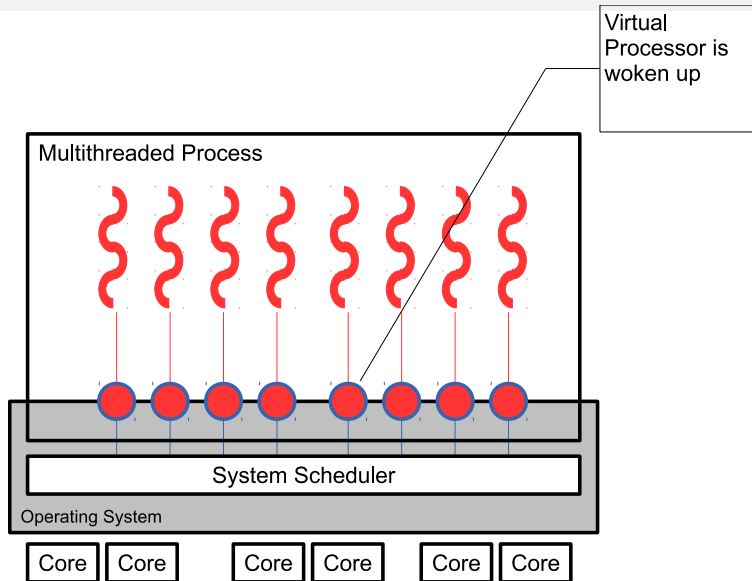 Virtual
Processor is
woken up
Multithreaded Process
System Scheduler
Operating System
Core Core Core Core Core Core